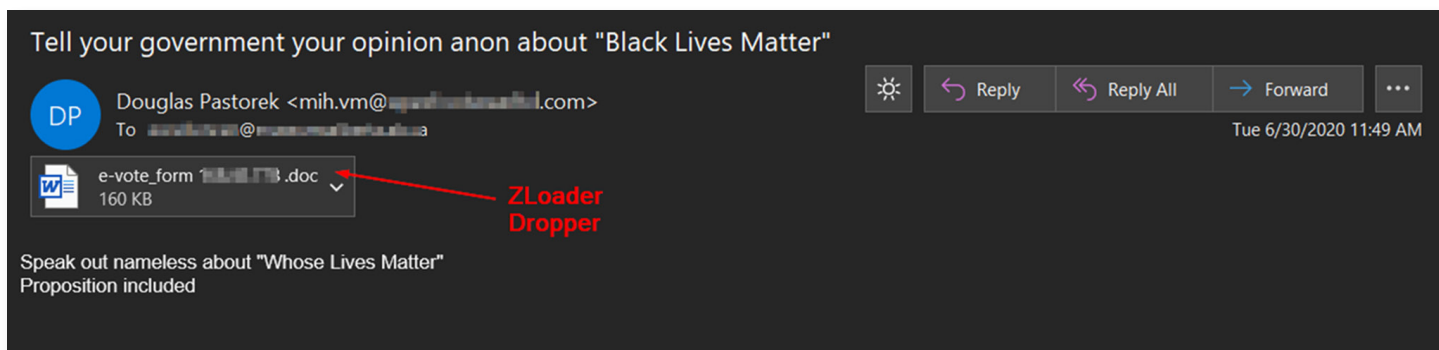 Tell your government your opinion anon about "Black Lives Matter"
DP
Douglas Pastorek <mih.vm@ .com>
To @ a
Reply
Reply All
Forward
Tue 6/30/2020 11:49 AM
e-vote_form .doc
160 KB
ZLoader
Dropper
Speak out nameless about "Whose Lives Matter"
Proposition included